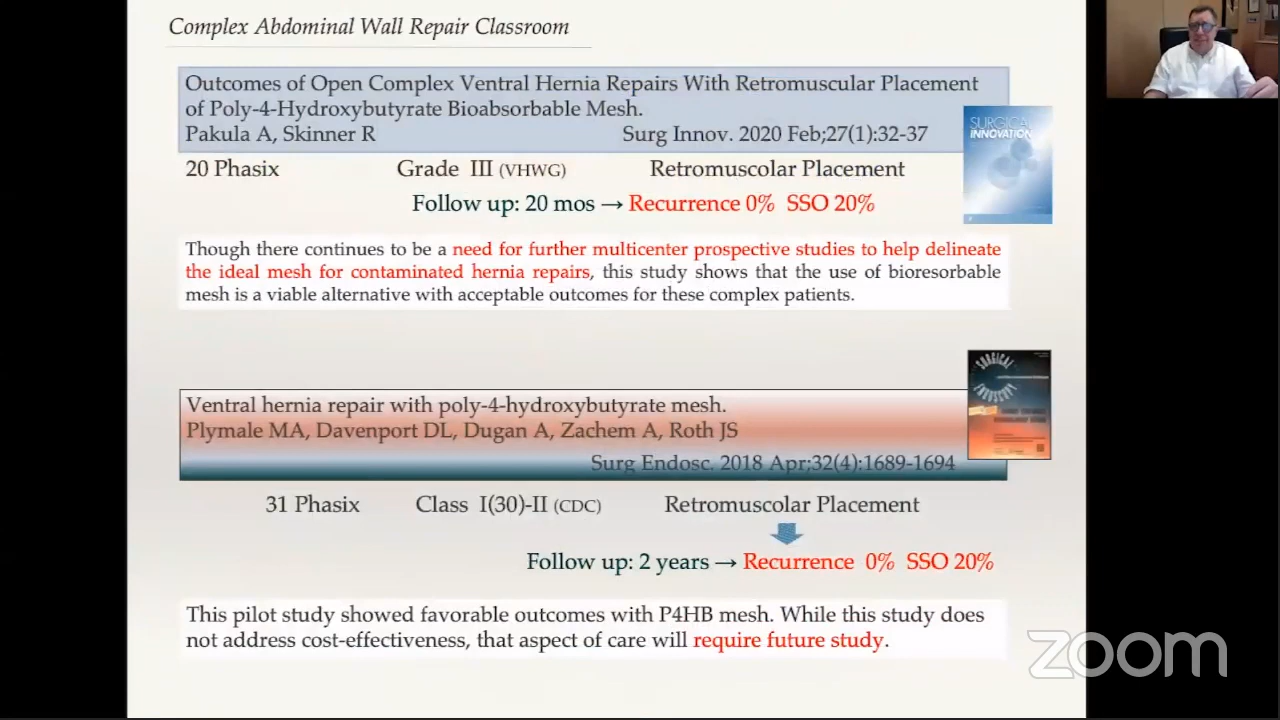 Complex Abdominal Wall Repair Classroom
Outcomes of Open Complex Ventral Hernia Repairs With Retromuscular Placement
of Poly-4-Hydroxybutyrate Bioabsorbable Mesh.
Pakula A, Skinner R Surg Innov. 2020 Feb;27(1):32-37
SURGICAL
INNOVATION
20 Phasix Grade III (VHWG) Retromuscolar Placement
Follow up: 20 mos → Recurrence 0% SSO 20%
Though there continues to be a need for further multicenter prospective studies to help delineate
the ideal mesh for contaminated hernia repairs, this study shows that the use of bioresorbable
mesh is a viable alternative with acceptable outcomes for these complex patients.
SURGICAL
ENDOSCOPY
Ventral hernia repair with poly-4-hydroxybutyrate mesh.
Plymale MA, Davenport DL, Dugan A, Zachem A, Roth JS
Surg Endosc. 2018 Apr;32(4):1689-1694
31 Phasix Class I(30)-II (CDC) Retromuscolar Placement
Follow up: 2 years → Recurrence 0% SSO 20%
This pilot study showed favorable outcomes with P4HB mesh. While this study does
not address cost-effectiveness, that aspect of care will require future study.
zoom